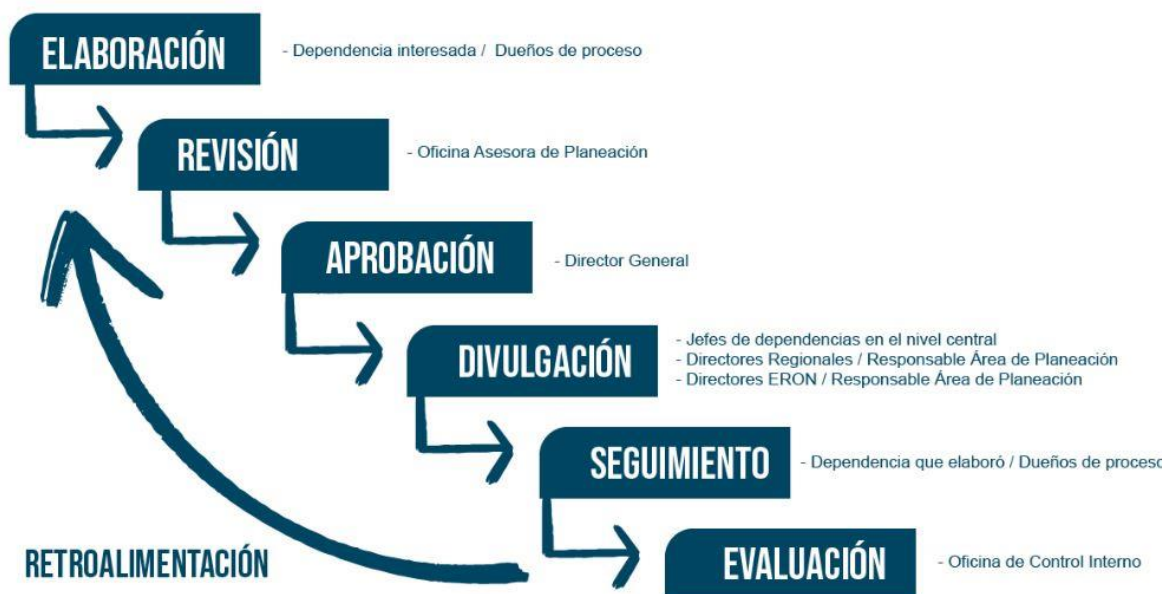 ELABORACIÓN
- Dependencia interesada / Dueños de proceso
REVISIÓN
- Oficina Asesora de Planeación
APROBACIÓN
- Director General
DIVULGACIÓN
- Jefes de dependencias en el nivel central
- Directores Regionales / Responsable Área de Planeación
- Directores ERON / Responsable Área de Planeación
SEGUIMIENTO
- Dependencia que elaboró / Dueños de proceso
EVALUACIÓN
- Oficina de Control Interno
RETROALIMENTACIÓN